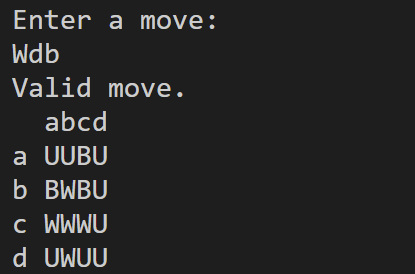 Enter a move:
Wdb
Valid move.
  abcd
a UUBU
b BWBU
c WWWU
d UWUU